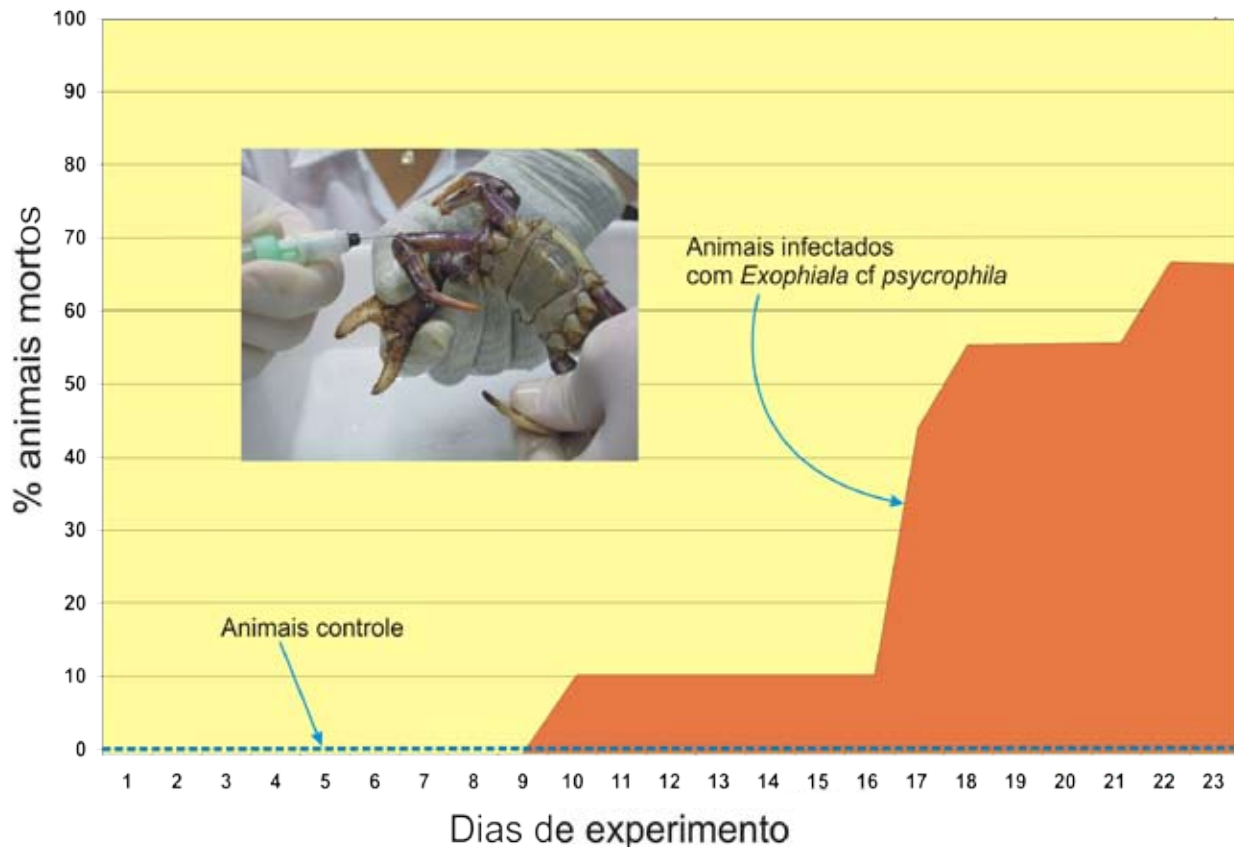 100
90
80
70
60
50
40
30
20
10
0
% animais mortos
Animais infectados
com Exophiala cf psycrophila
Animais controle
1 2 3 4 5 6 7 8 9 10 11 12 13 14 15 16 17 18 19 20 21 22 23
Dias de experimento